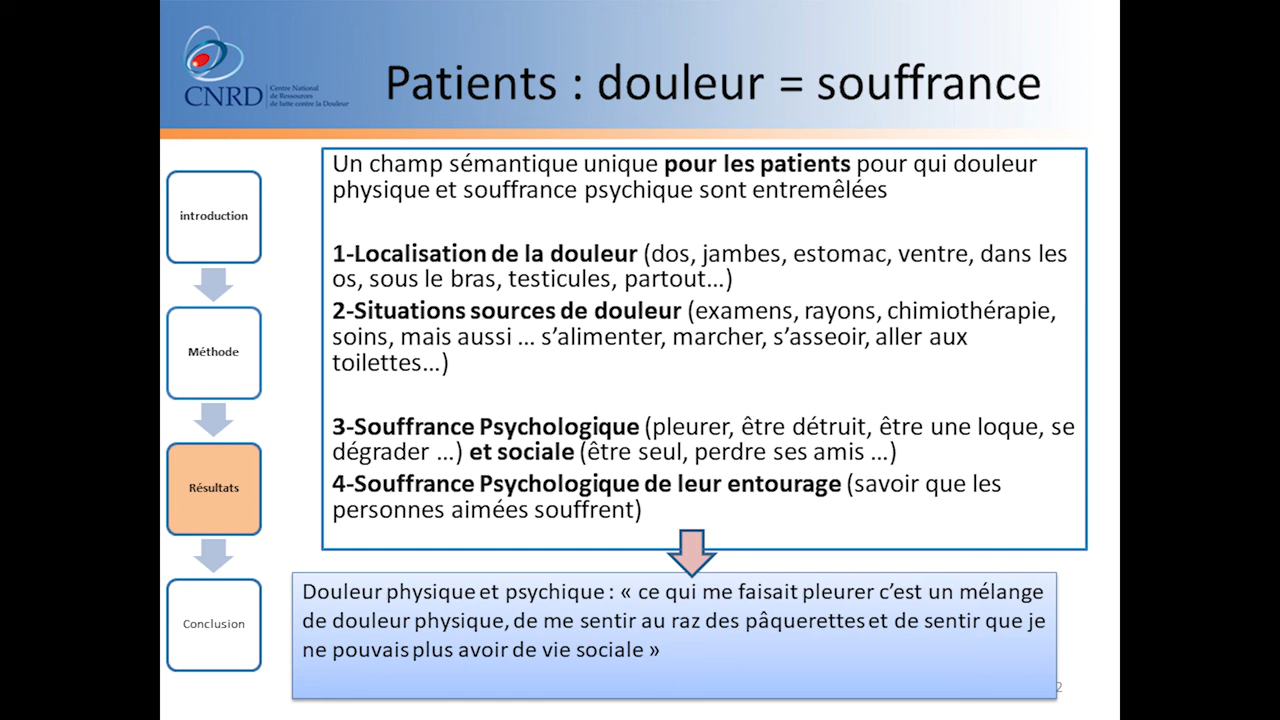 CNRD
Centre National
de Ressources
de lutte contre la Douleur
Patients : douleur = souffrance
introduction
Méthode
Résultats
Conclusion
Un champ sémantique unique pour les patients pour qui douleur
physique et souffrance psychique sont entremêlées
1-Localisation de la douleur (dos, jambes, estomac, ventre, dans les
os, sous le bras, testicules, partout…)
2-Situations sources de douleur (examens, rayons, chimiothérapie,
soins, mais aussi … s’alimenter, marcher, s’asseoir, aller aux
toilettes…)
3-Souffrance Psychologique (pleurer, être détruit, être une loque, se
dégrader …) et sociale (être seul, perdre ses amis …)
4-Souffrance Psychologique de leur entourage (savoir que les
personnes aimées souffrent)
Douleur physique et psychique : « ce qui me faisait pleurer c’est un mélange
de douleur physique, de me sentir au raz des pâquerettes et de sentir que je
ne pouvais plus avoir de vie sociale »
2